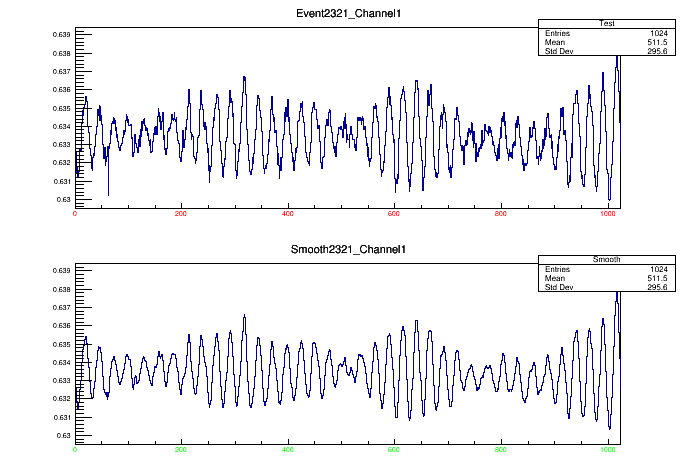 Event2321_Channel1
Test
Entries 1024
Mean 511.5
Std Dev 295.6
0.639
0.638
0.637
0.636
0.635
0.634
0.633
0.632
0.631
0.63
0 200 400 600 800 1000
Smooth2321_Channel1
Smooth
Entries 1024
Mean 511.5
Std Dev 295.6
0.639
0.638
0.637
0.636
0.635
0.634
0.633
0.632
0.631
0.63
0 200 400 600 800 1000